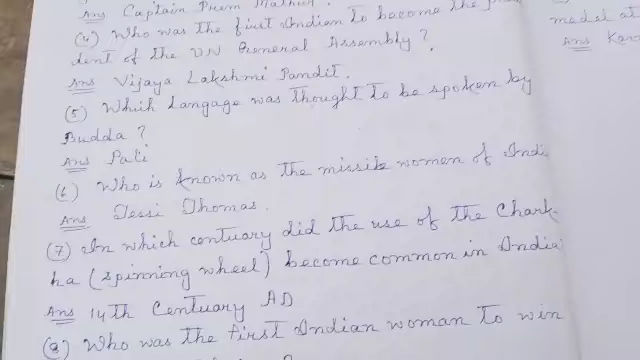 Ans Captain Prem Mathur
(4) Who was the first Indian to become the presi
dent of the UN General Assembly?
Ans Vijaya Lakshmi Pandit.
(5) Which Langage was thought to be spoken by
Budda?
Ans Pali
(6) Who is known as the missile women of Indi
Ans Tessi Thomas.
(7) In which centuary did the use of the Chark-
ha (spinning wheel) become common in India
Ans 14th Centuary AD
(8) Who was the first Indian woman to win
medal at
Ans Kar